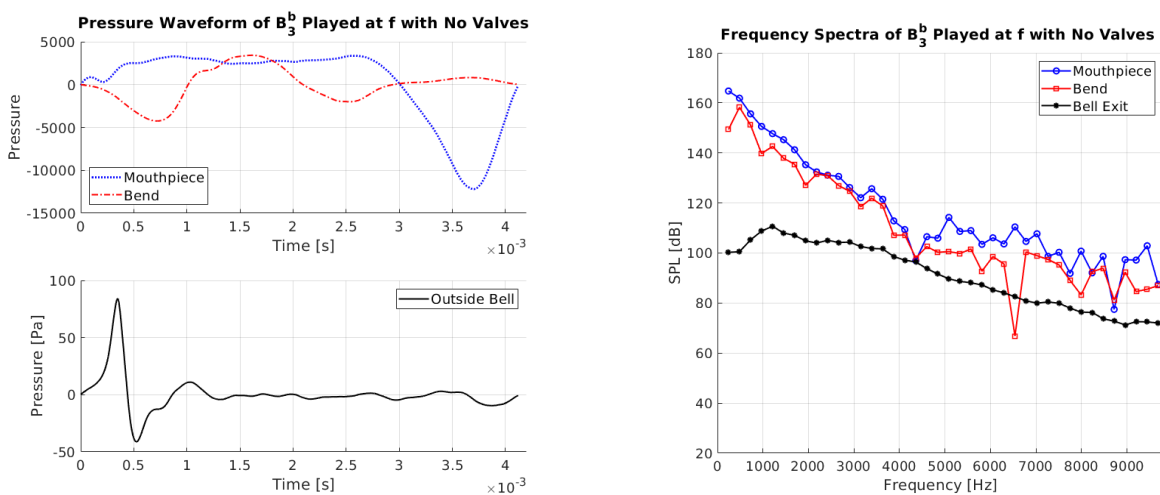 Pressure Waveform of B♭3 Played at f with No Valves
5000
0
-5000
-10000
-15000
Pressure
Mouthpiece
Bend
0 0.5 1 1.5 2 2.5 3 3.5 4
Time [s]
×10⁻³
100
50
0
-50
Pressure [Pa]
Outside Bell
0 0.5 1 1.5 2 2.5 3 3.5 4
Time [s]
×10⁻³
Frequency Spectra of B♭3 Played at f with No Valves
180
160
140
120
100
80
60
40
20
SPL [dB]
Mouthpiece
Bend
Bell Exit
0 1000 2000 3000 4000 5000 6000 7000 8000 9000
Frequency [Hz]